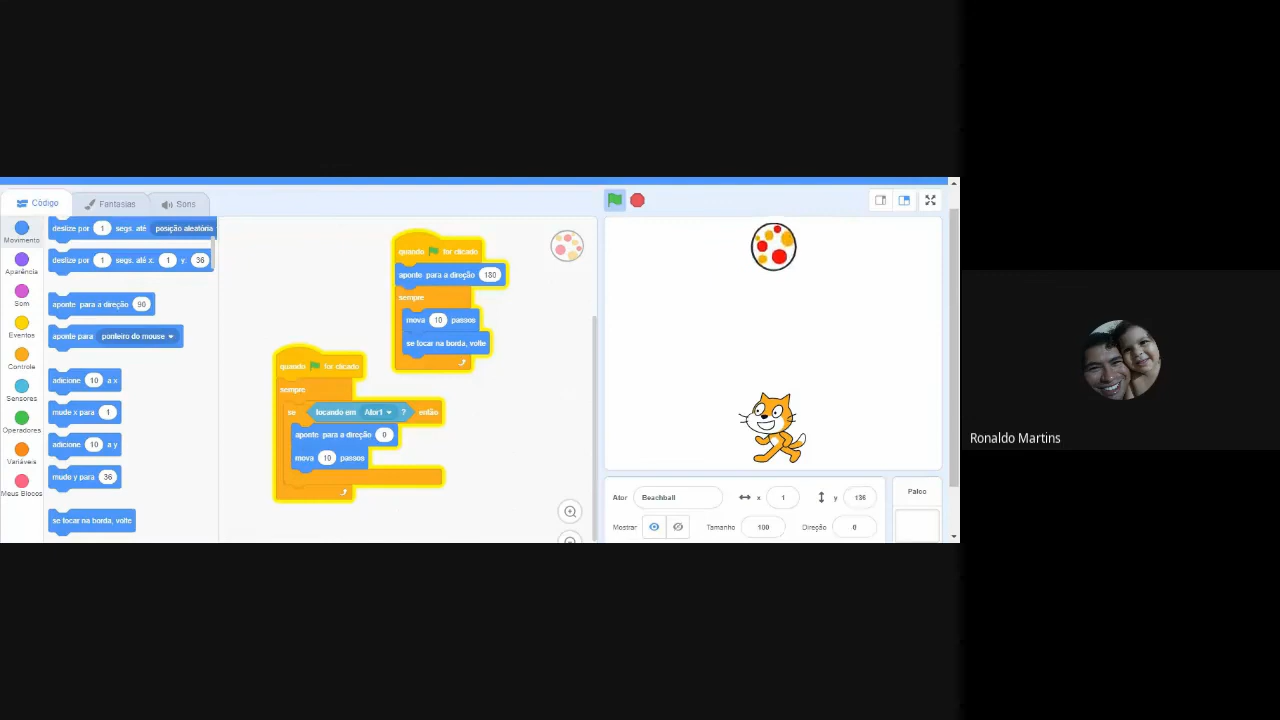 Código
Fantasias
Sons
Movimento
Aparência
Som
Eventos
Controle
Sensores
Operadores
Variáveis
Meus Blocos
deslize por 1 segs. até posição aleatória
deslize por 1 segs. até x: 1 y: 36
aponte para a direção 90
aponte para ponteiro do mouse
adicione 10 a x
mude x para 1
adicione 10 a y
mude y para 36
se tocar na borda, volte
quando for clicado
aponte para a direção 180
sempre
mova 10 passos
se tocar na borda, volte
quando for clicado
sempre
se tocando em Ator1 ? então
aponte para a direção 0
mova 10 passos
Ator Beachball x 1 y 136
Mostrar Tamanho 100 Direção 0
Palco
Ronaldo Martins